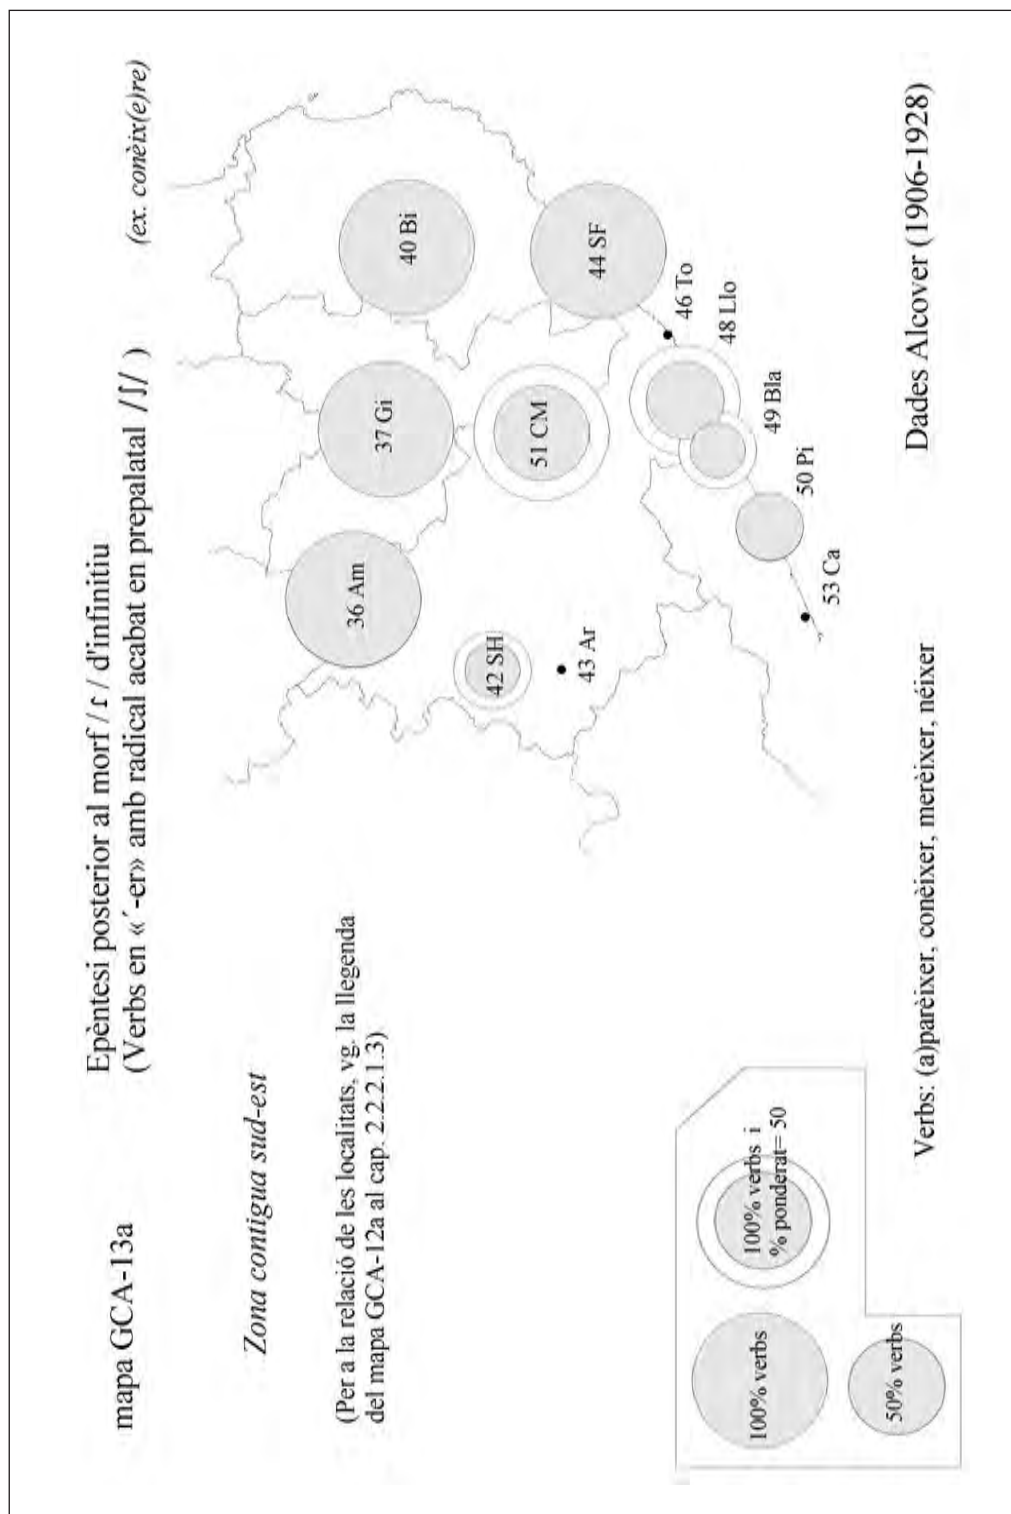 mapa GCA-13a
Epèntesi posterior al morf / ɾ / d'infinitiu
(Verbs en «´-er» amb radical acabat en prepalatal /ʃ/ )
(ex. conèix(e)re)
Zona contigua sud-est
(Per a la relació de les localitats, vg. la llegenda
del mapa GCA-12a al cap. 2.2.2.1.3)
36 Am
37 Gi
40 Bi
42 SH
43 Ar
51 CM
44 SF
46 To
48 Llo
49 Bla
50 Pi
53 Ca
100% verbs
100% verbs i
% ponderat= 50
50% verbs
Verbs: (a)parèixer, conèixer, merèixer, néixer
Dades Alcover (1906-1928)